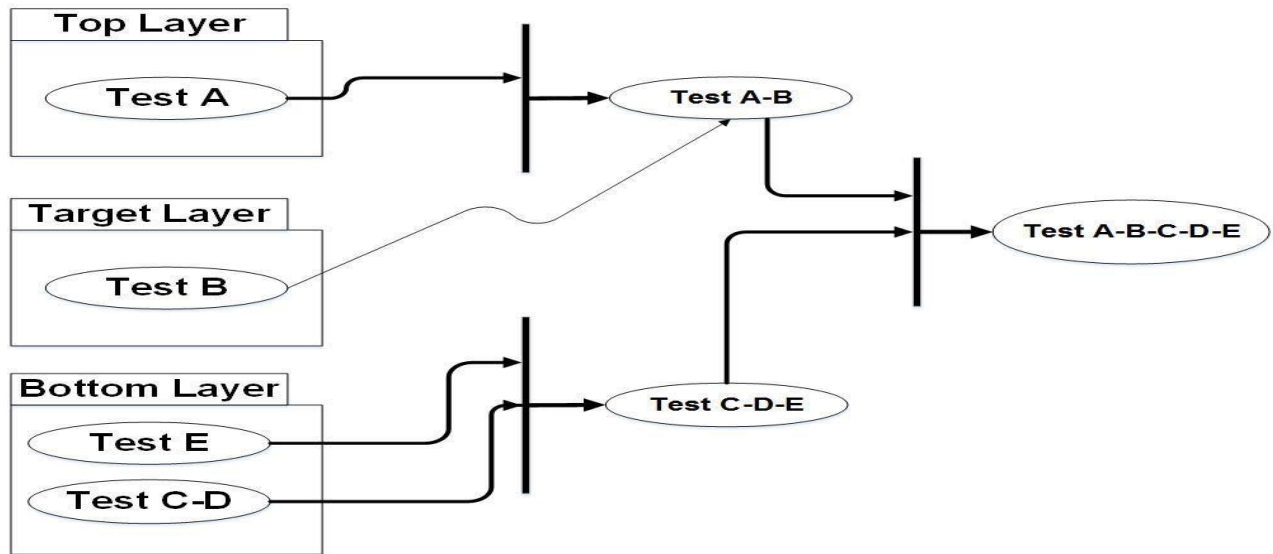 Top Layer
Test A
Test A-B
Target Layer
Test B
Test A-B-C-D-E
Bottom Layer
Test E
Test C-D
Test C-D-E